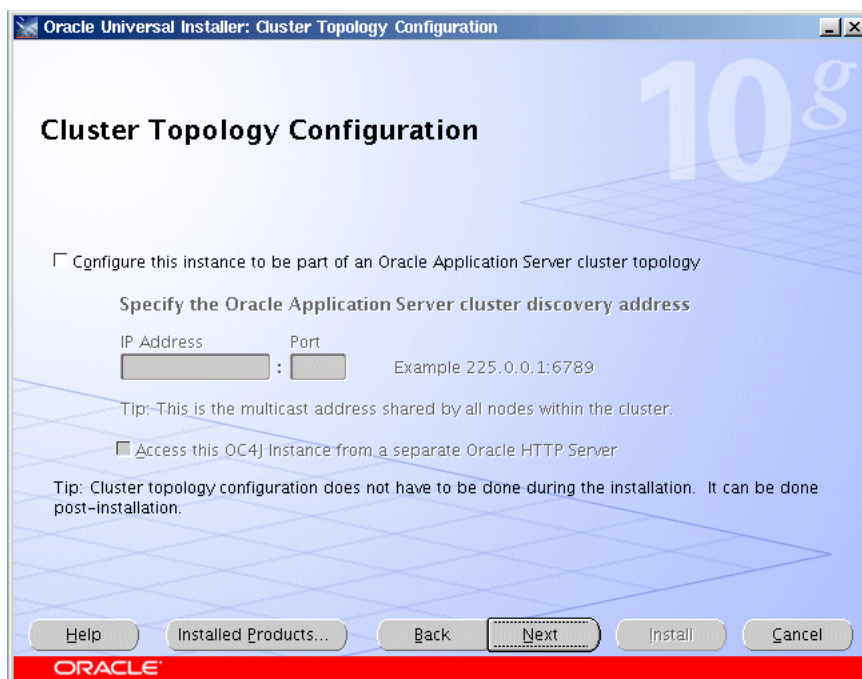 Oracle Universal Installer: Cluster Topology Configuration
10g
Cluster Topology Configuration
Configure this instance to be part of an Oracle Application Server cluster topology
Specify the Oracle Application Server cluster discovery address
IP Address Port
: Example 225.0.0.1:6789
Tip: This is the multicast address shared by all nodes within the cluster.
Access this OC4J Instance from a separate Oracle HTTP Server
Tip: Cluster topology configuration does not have to be done during the installation. It can be done
post-installation.
Help Installed Products... Back Next Install Cancel
ORACLE